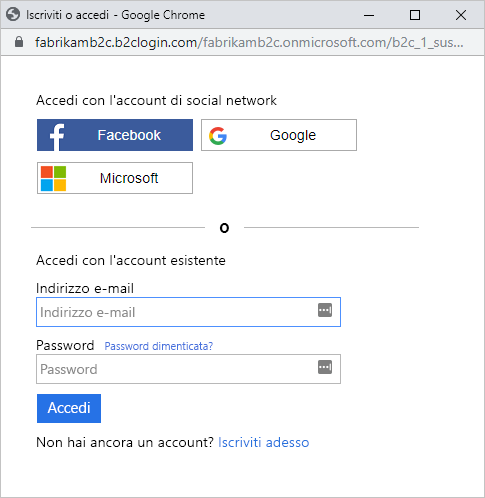 Iscriviti o accedi - Google Chrome
fabrikamb2c.b2clogin.com/fabrikamb2c.onmicrosoft.com/b2c_1_sus...
Accedi con l'account di social network
Facebook
Google
Microsoft
O
Accedi con l'account esistente
Indirizzo e-mail
Indirizzo e-mail
Password Password dimenticata?
Password
Accedi
Non hai ancora un account? Iscriviti adesso